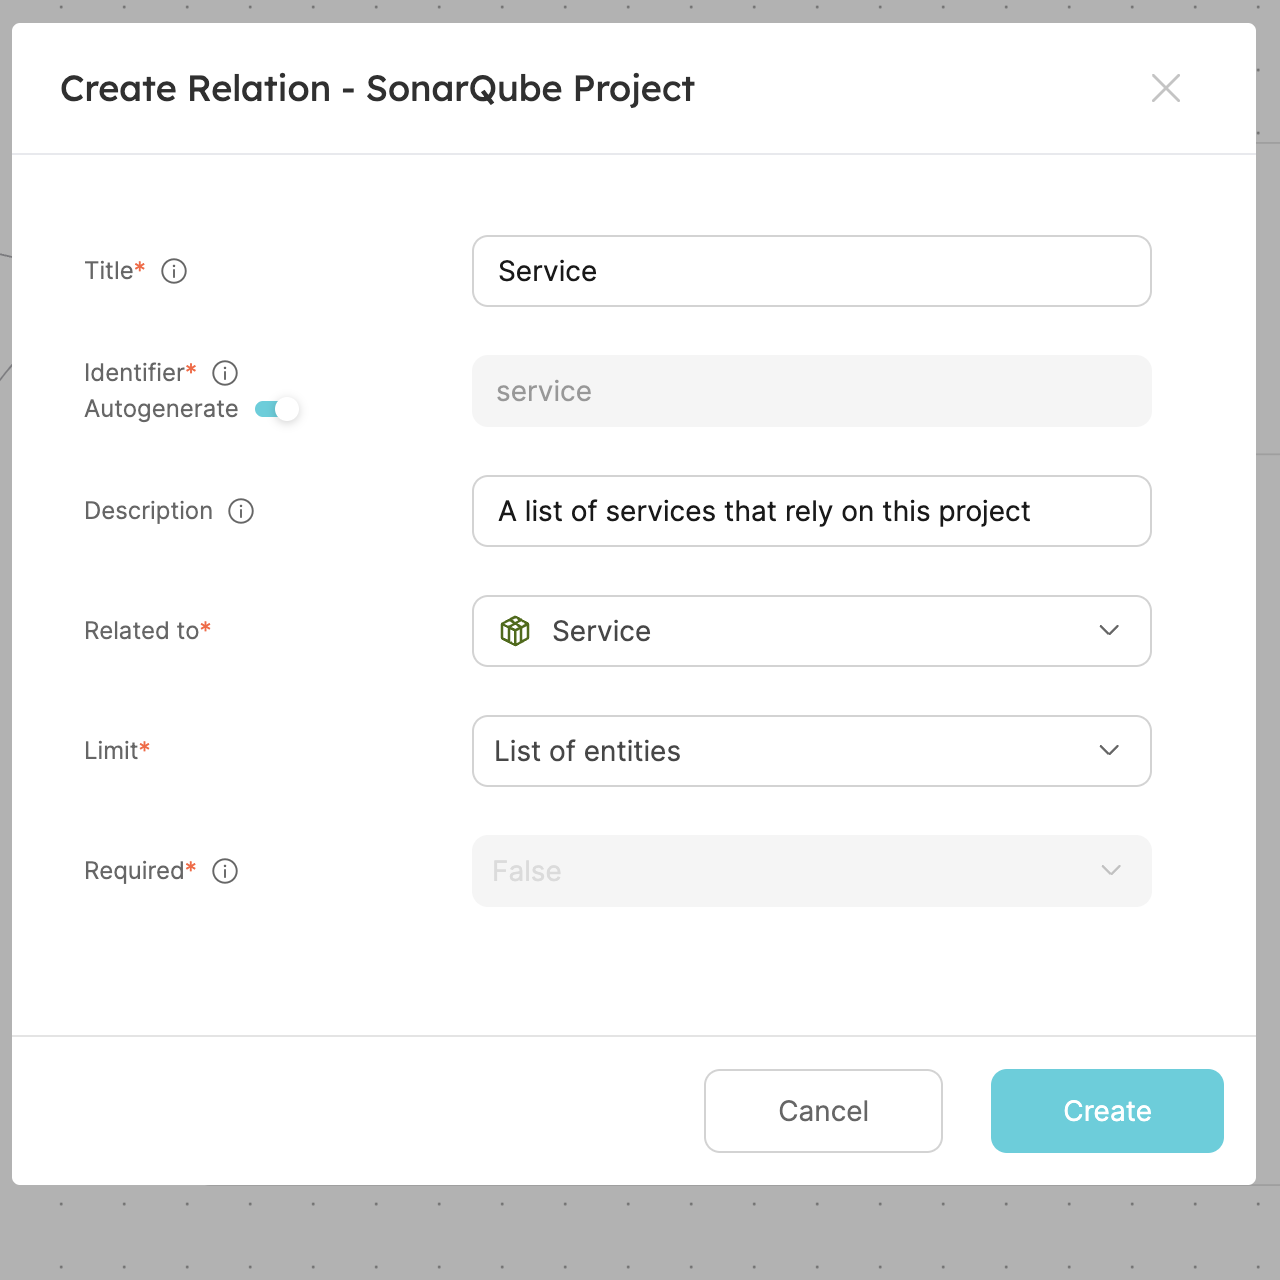 Create Relation - SonarQube Project
Title*
Service
Identifier*
Autogenerate
service
Description
A list of services that rely on this project
Related to*
Service
Limit*
List of entities
Required*
False
Cancel
Create